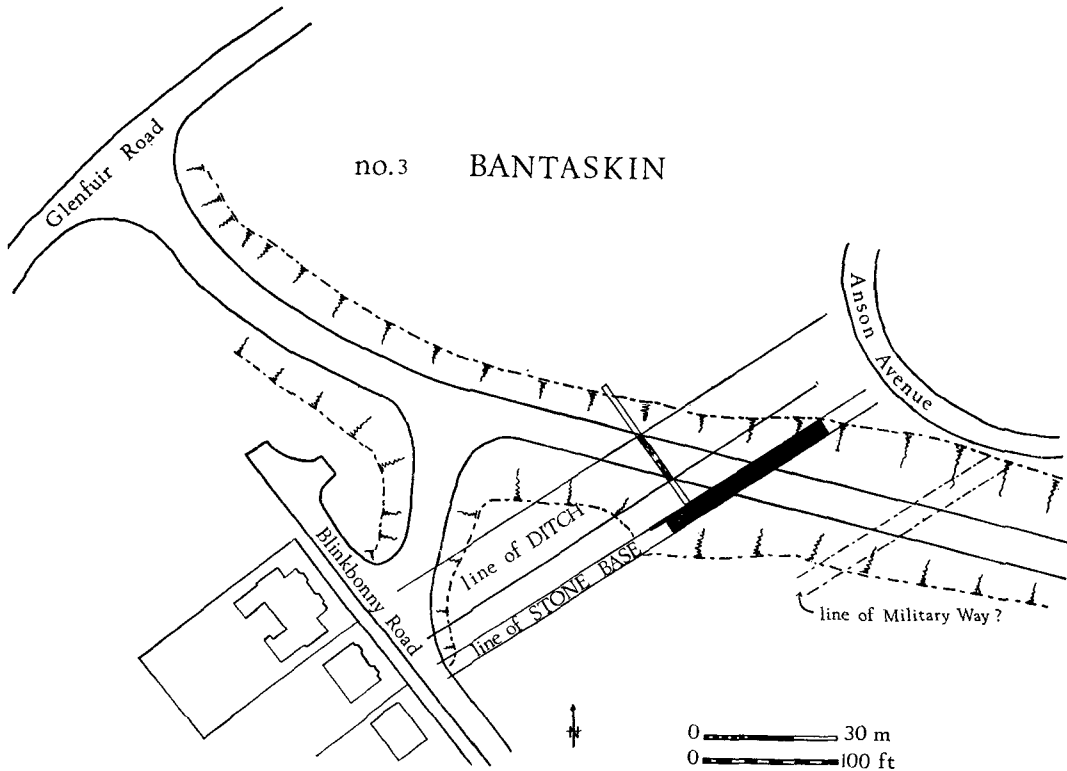 no.3 BANTASKIN
Glenfuir Road
Anson Avenue
line of DITCH
line of STONE BASE
Blinkbonny Road
line of Military Way?
N
0 30 m
0 100 ft